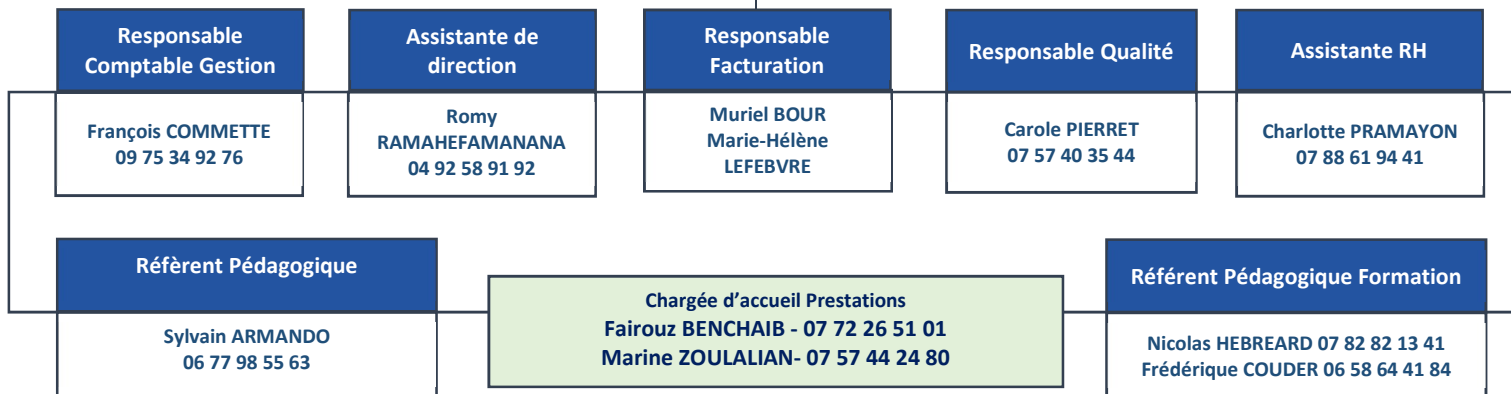 Responsable
Comptable Gestion
François COMMETTE
09 75 34 92 76
Assistante de
direction
Romy
RAMAHEFAMANANA
04 92 58 91 92
Responsable
Facturation
Muriel BOUR
Marie-Hélène
LEFEBVRE
Responsable Qualité
Carole PIERRET
07 57 40 35 44
Assistante RH
Charlotte PRAMAYON
07 88 61 94 41
Réfèrent Pédagogique
Sylvain ARMANDO
06 77 98 55 63
Chargée d’accueil Prestations
Fairouz BENCHAIB - 07 72 26 51 01
Marine ZOULALIAN- 07 57 44 24 80
Référent Pédagogique Formation
Nicolas HEBREARD 07 82 82 13 41
Frédérique COUDER 06 58 64 41 84